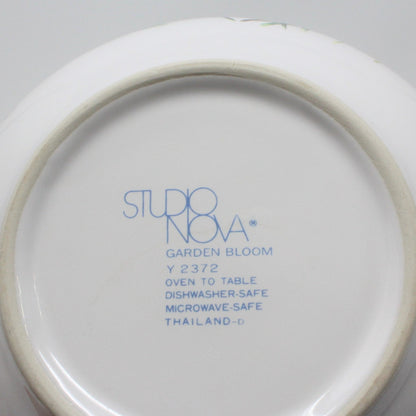 STUDIO
NOVA®
GARDEN BLOOM
Y 2372
OVEN TO TABLE
DISHWASHER-SAFE
MICROWAVE-SAFE
THAILAND-D